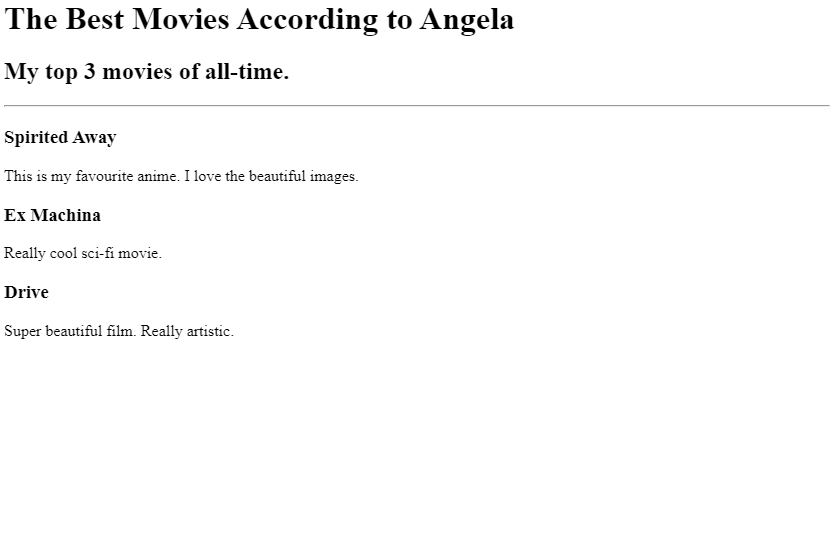 The Best Movies According to Angela
My top 3 movies of all-time.
Spirited Away
This is my favourite anime. I love the beautiful images.
Ex Machina
Really cool sci-fi movie.
Drive
Super beautiful film. Really artistic.